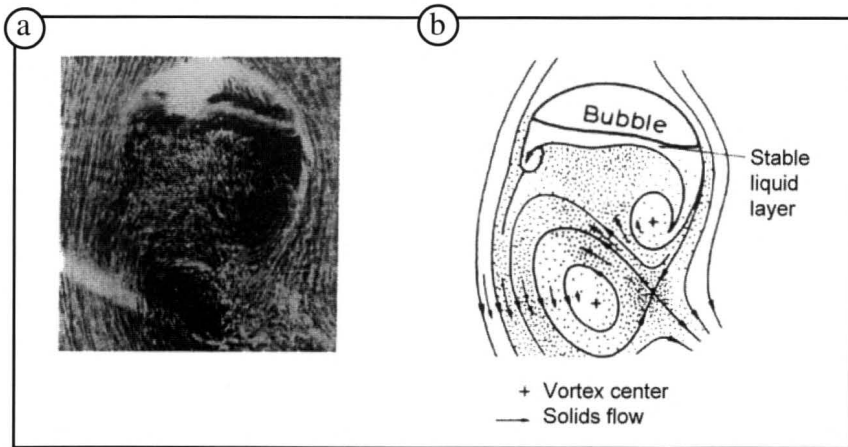 a
b
Bubble
Stable
liquid
layer
+ Vortex center
Solids flow